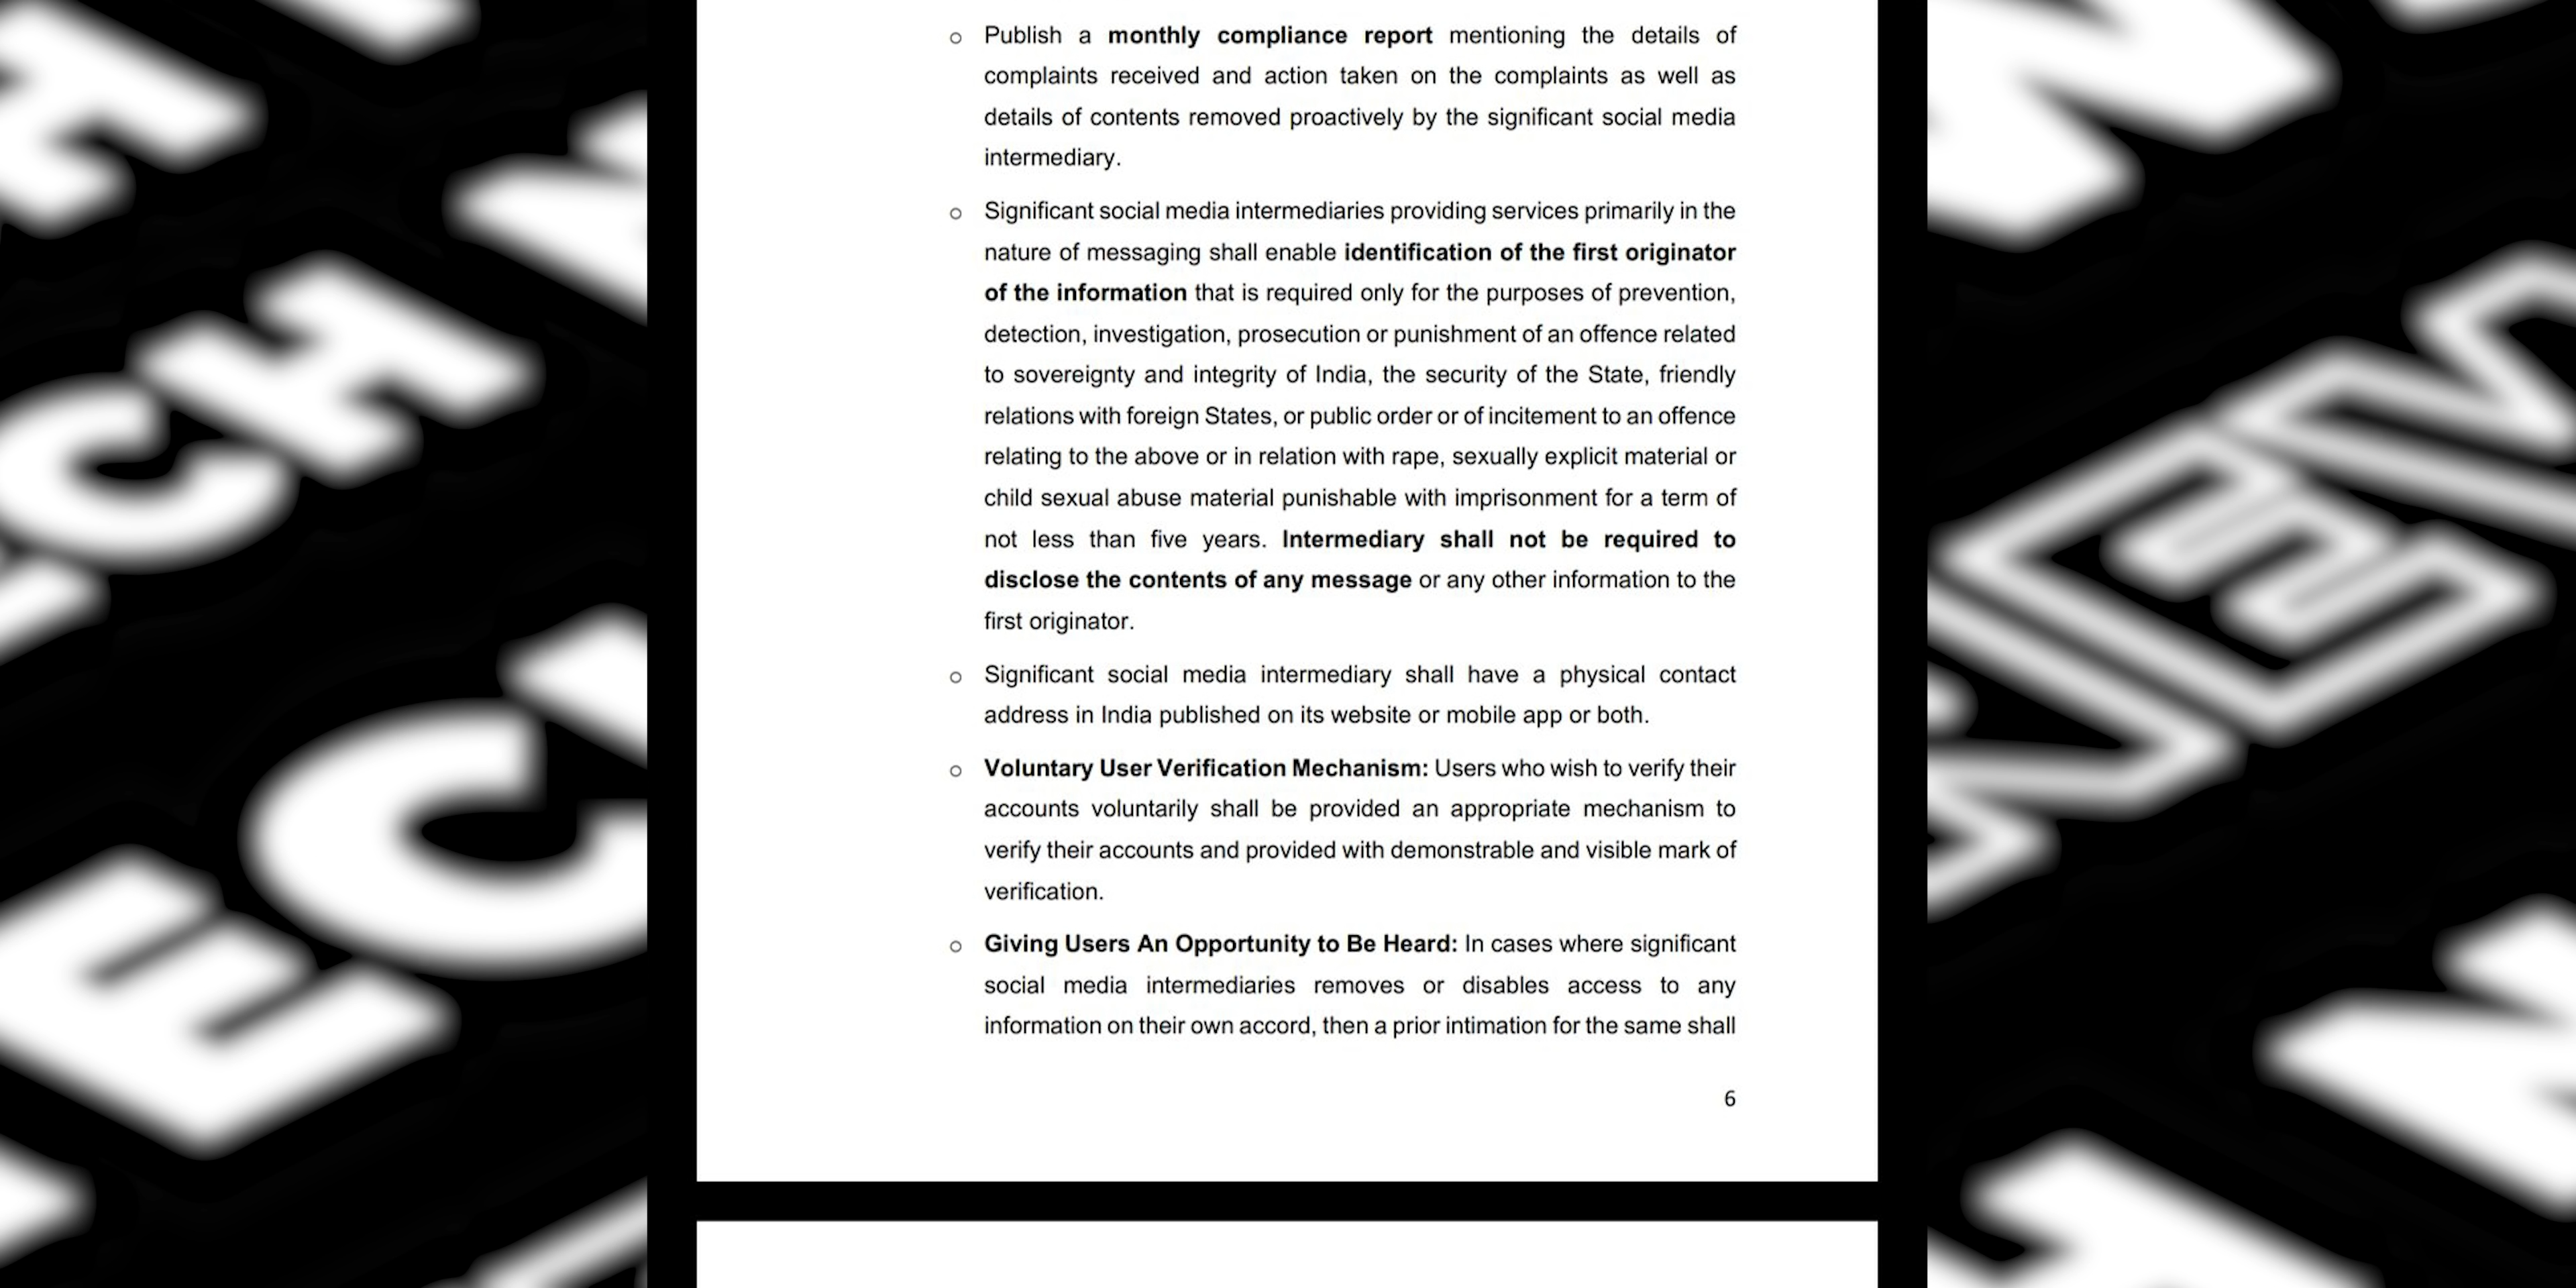 ○ Publish a monthly compliance report mentioning the details of
complaints received and action taken on the complaints as well as
details of contents removed proactively by the significant social media
intermediary.
○ Significant social media intermediaries providing services primarily in the
nature of messaging shall enable identification of the first originator
of the information that is required only for the purposes of prevention,
detection, investigation, prosecution or punishment of an offence related
to sovereignty and integrity of India, the security of the State, friendly
relations with foreign States, or public order or of incitement to an offence
relating to the above or in relation with rape, sexually explicit material or
child sexual abuse material punishable with imprisonment for a term of
not less than five years. Intermediary shall not be required to
disclose the contents of any message or any other information to the
first originator.
○ Significant social media intermediary shall have a physical contact
address in India published on its website or mobile app or both.
○ Voluntary User Verification Mechanism: Users who wish to verify their
accounts voluntarily shall be provided an appropriate mechanism to
verify their accounts and provided with demonstrable and visible mark of
verification.
○ Giving Users An Opportunity to Be Heard: In cases where significant
social media intermediaries removes or disables access to any
information on their own accord, then a prior intimation for the same shall
6